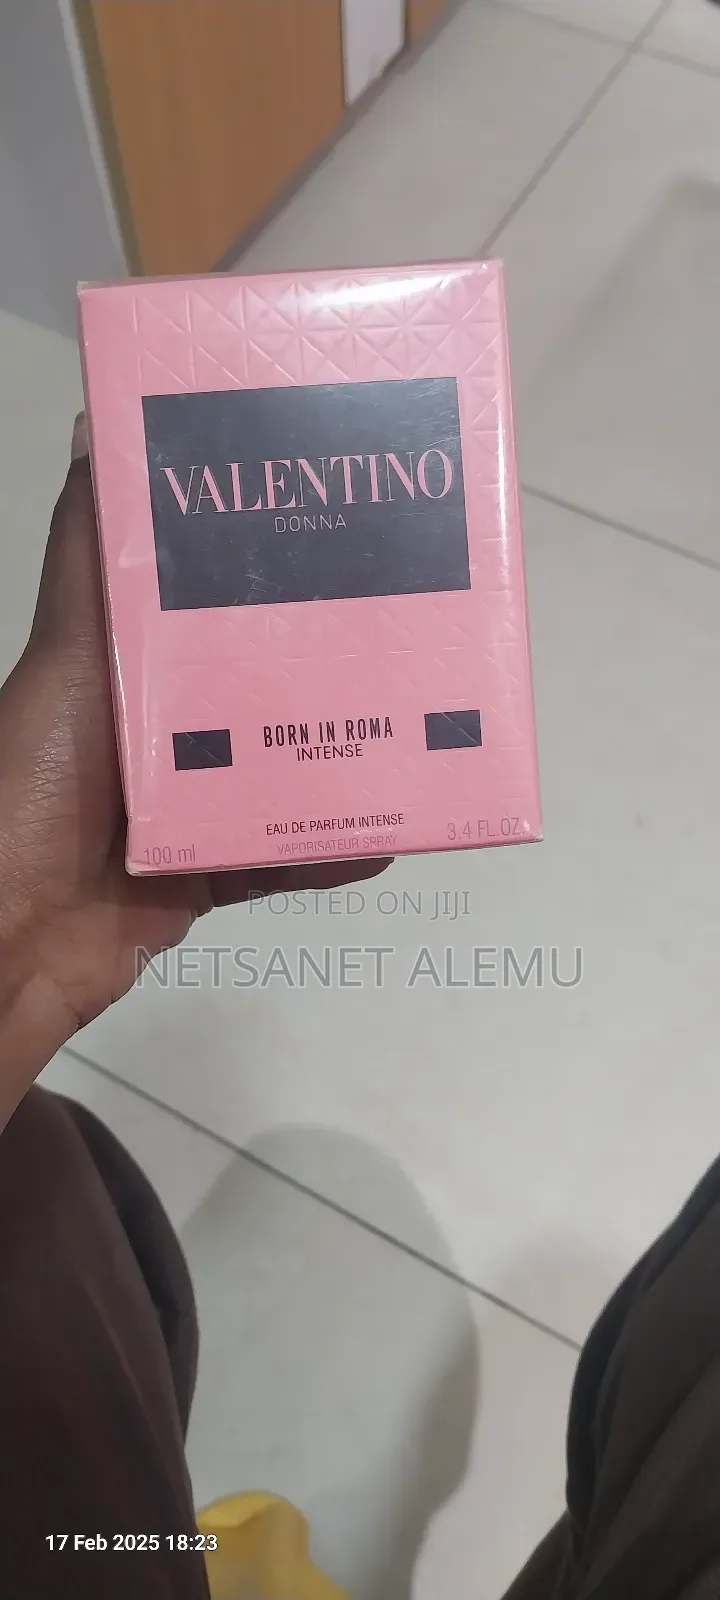 VALENTINO
DONNA
BORN IN ROMA
INTENSE
EAU DE PARFUM INTENSE
VAPORISATEUR SPRAY
100 ml
3.4 FL.OZ.
POSTED ON JIJI
NETSANET ALEMU
17 Feb 2025 18:23